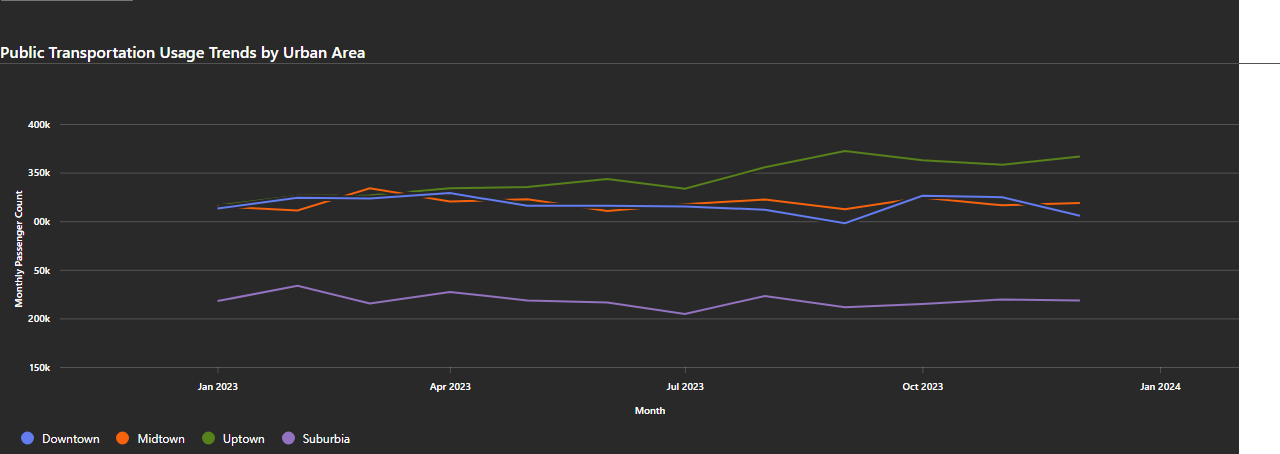 Public Transportation Usage Trends by Urban Area
400k
350k
00k
50k
200k
150k
Monthly Passenger Count
Jan 2023 Apr 2023 Jul 2023 Oct 2023 Jan 2024
Month
Downtown Midtown Uptown Suburbia